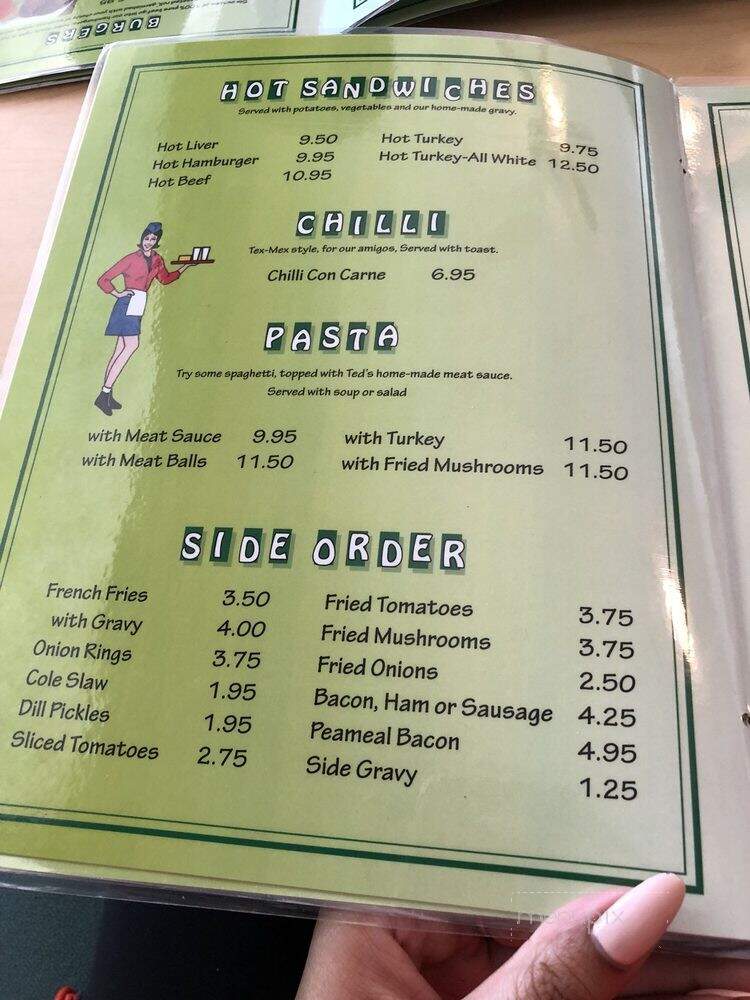 BURGERS
HOT SANDWICHES
Served with potatoes, vegetables and our home-made gravy.
Hot Liver 9.50
Hot Hamburger 9.95
Hot Beef 10.95
Hot Turkey 9.75
Hot Turkey-All White 12.50
CHILLI
Tex-Mex style, for our amigos, Served with toast.
Chilli Con Carne 6.95
PASTA
Try some spaghetti, topped with Ted's home-made meat sauce.
Served with soup or salad
with Meat Sauce 9.95
with Meat Balls 11.50
with Turkey 11.50
with Fried Mushrooms 11.50
SIDE ORDER
French Fries 3.50
with Gravy 4.00
Onion Rings 3.75
Cole Slaw 1.95
Dill Pickles 1.95
Sliced Tomatoes 2.75
Fried Tomatoes 3.75
Fried Mushrooms 3.75
Fried Onions 2.50
Bacon, Ham or Sausage 4.25
Peameal Bacon 4.95
Side Gravy 1.25